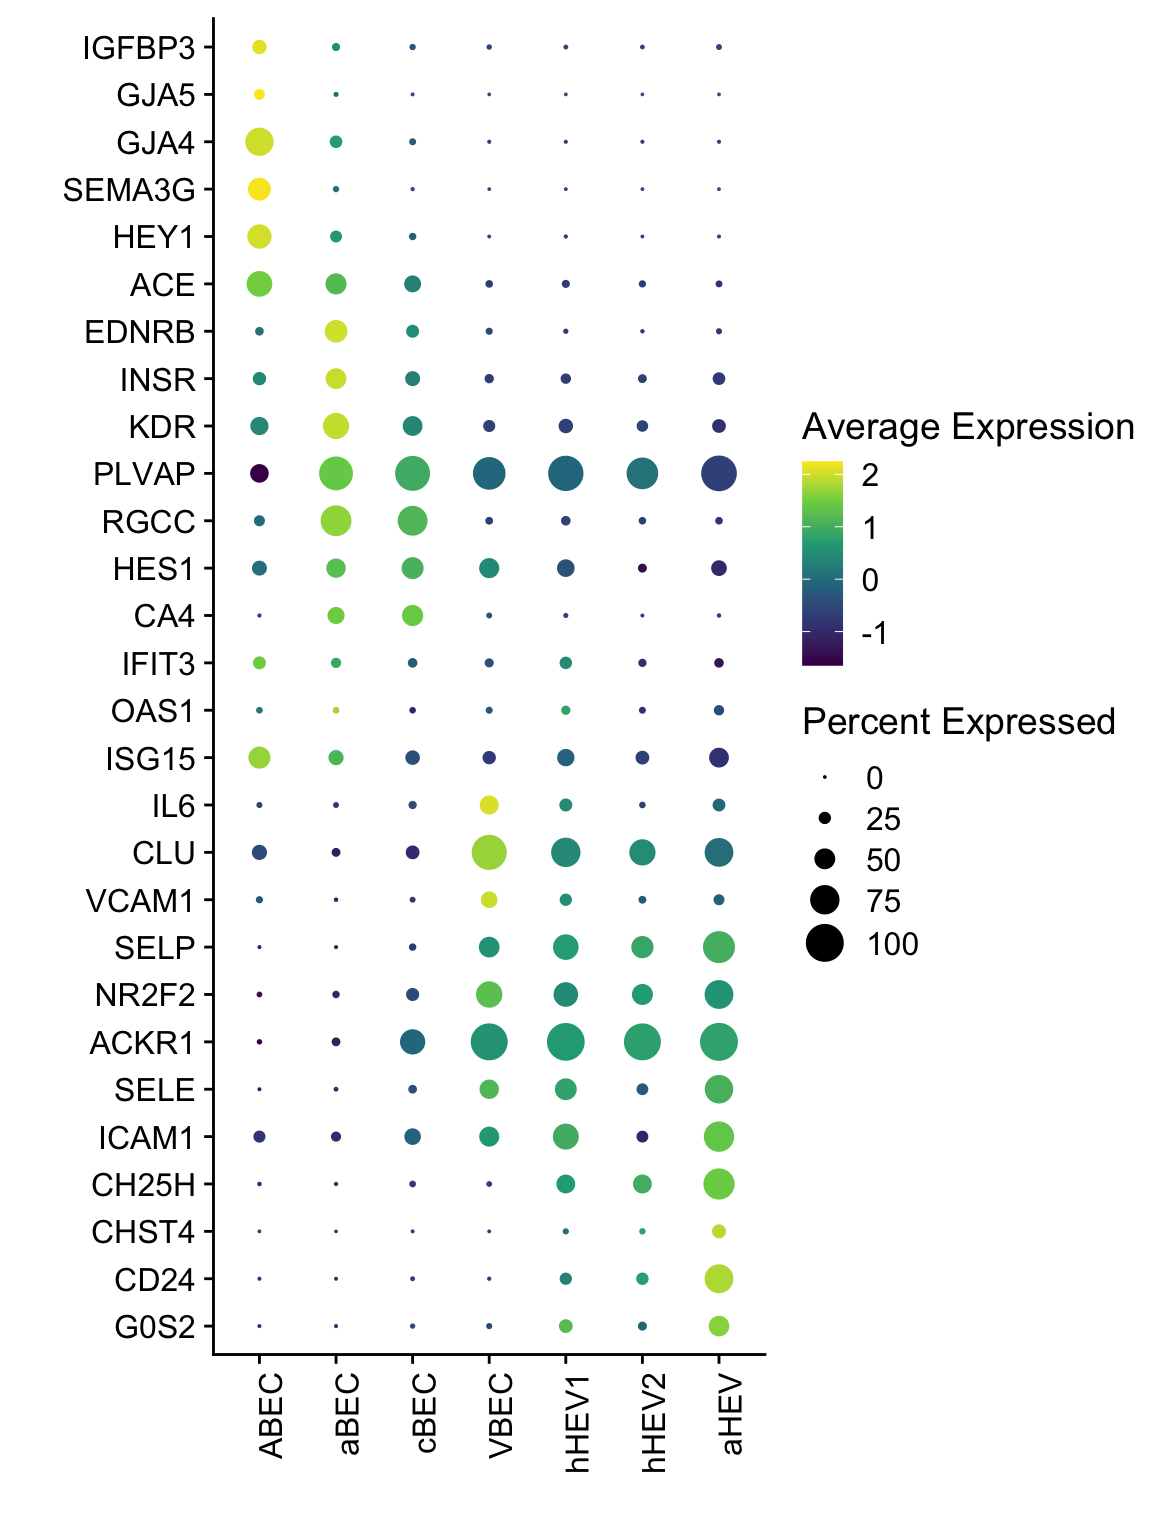 IGFBP3
GJA5
GJA4
SEMA3G
HEY1
ACE
EDNRB
INSR
KDR
PLVAP
RGCC
HES1
CA4
IFIT3
OAS1
ISG15
IL6
CLU
VCAM1
SELP
NR2F2
ACKR1
SELE
ICAM1
CH25H
CHST4
CD24
G0S2
ABEC
aBEC
cBEC
VBEC
hHEV1
hHEV2
aHEV
Average Expression
2
1
0
-1
Percent Expressed
0
25
50
75
100